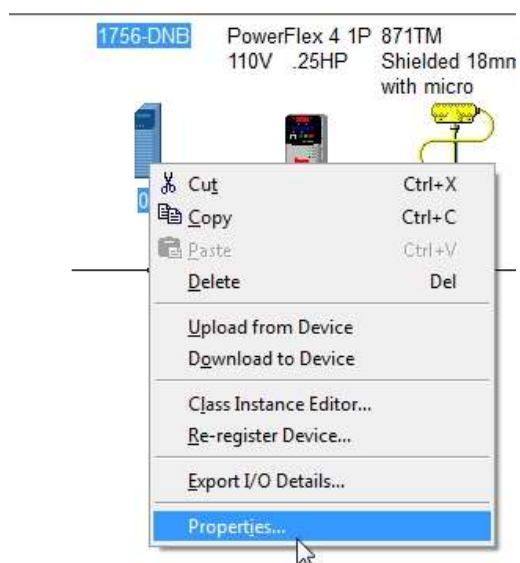 1756-DNB PowerFlex 4 1P 871TM
110V .25HP Shielded 18mm
with micro
0
Cut Ctrl+X
Copy Ctrl+C
Paste Ctrl+V
Delete Del
Upload from Device
Download to Device
Class Instance Editor...
Re-register Device...
Export I/O Details...
Properties...